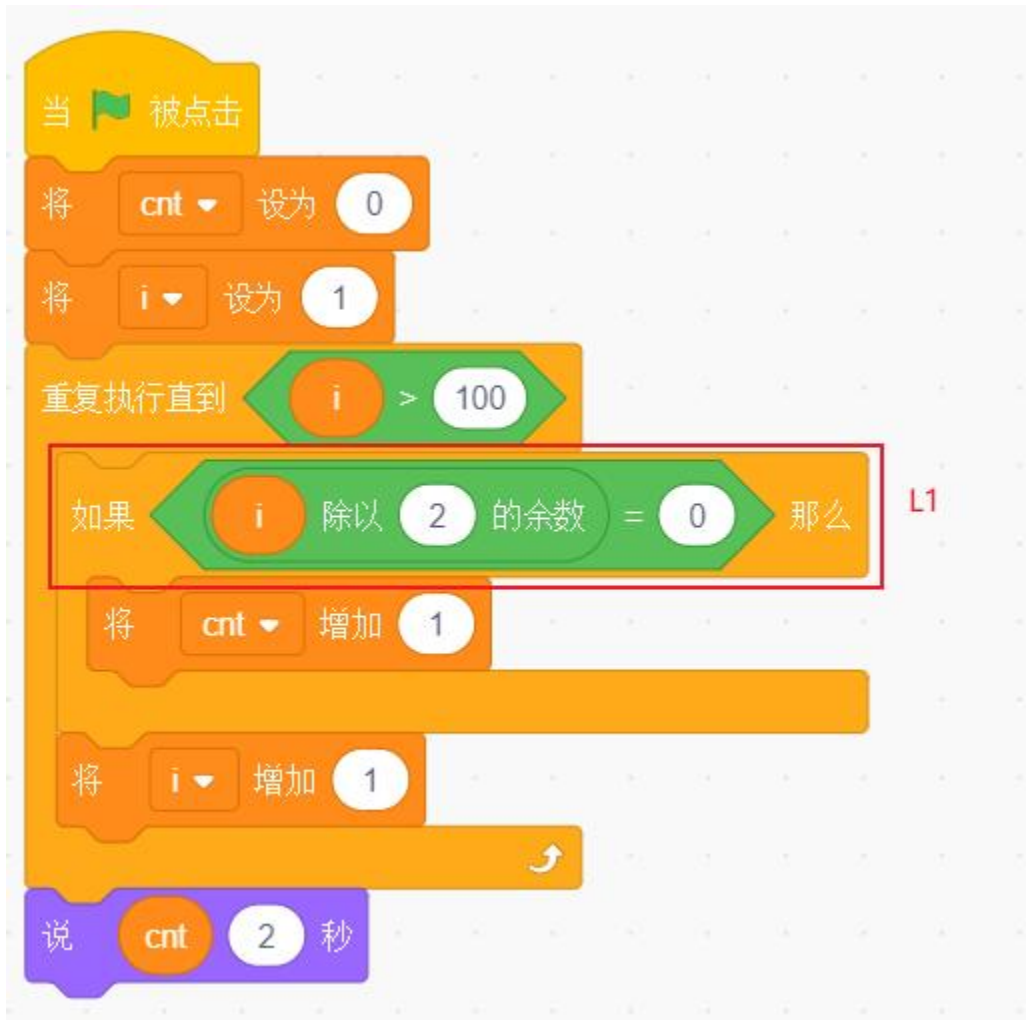 当 被点击
将 cnt 设为 0
将 i 设为 1
重复执行直到 i > 100
如果 i 除以 2 的余数 = 0 那么 L1
将 cnt 增加 1
将 i 增加 1
说 cnt 2 秒